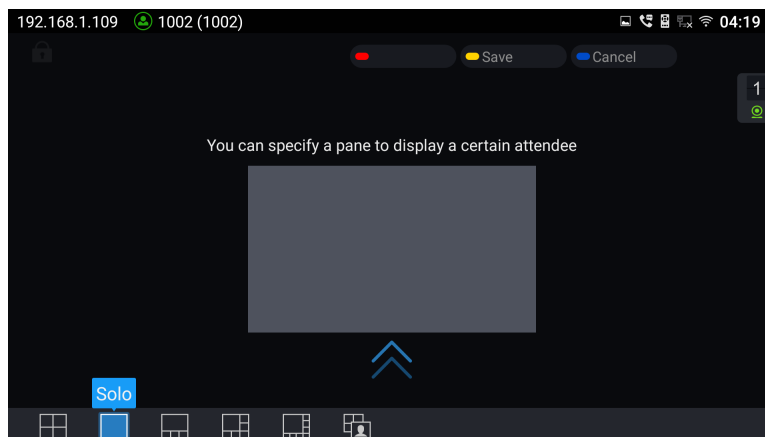 192.168.1.109 1002 (1002) 04:19
Save Cancel
1
You can specify a pane to display a certain attendee
Solo